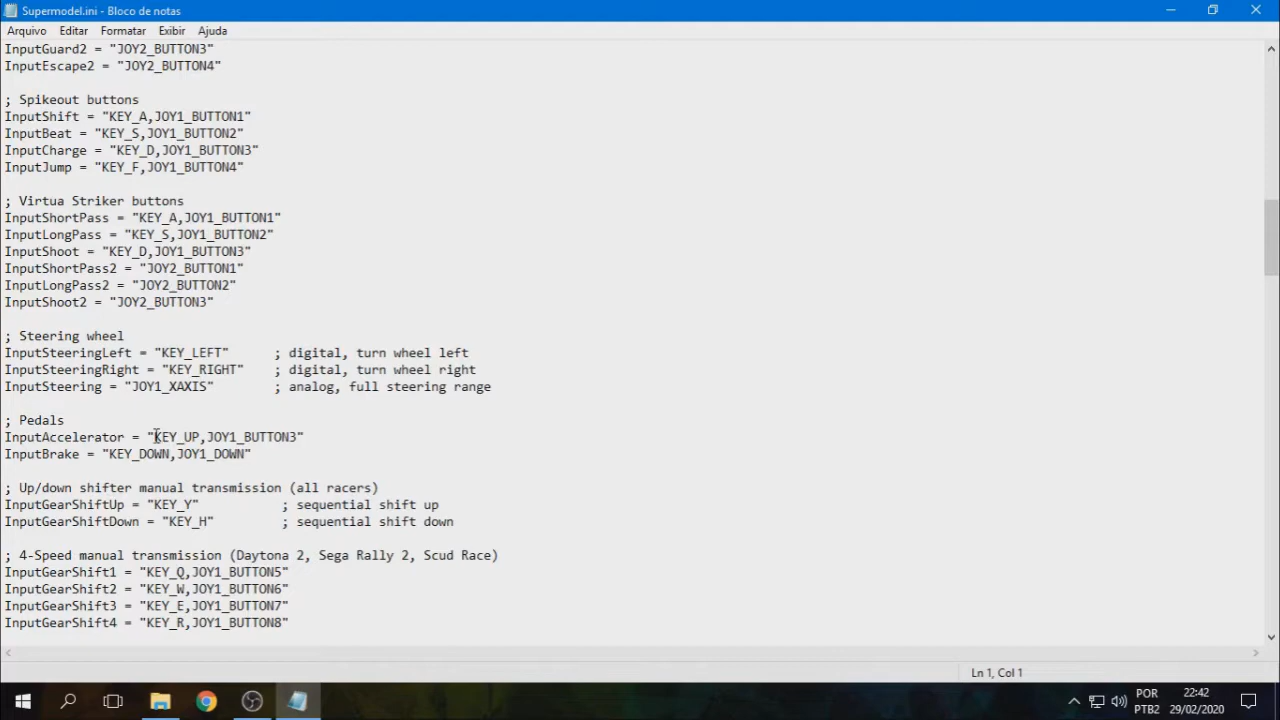 Supermodel.ini - Bloco de notas
Arquivo Editar Formatar Exibir Ajuda
InputGuard2 = "JOY2_BUTTON3"
InputEscape2 = "JOY2_BUTTON4"
; Spikeout buttons
InputShift = "KEY_A,JOY1_BUTTON1"
InputBeat = "KEY_S,JOY1_BUTTON2"
InputCharge = "KEY_D,JOY1_BUTTON3"
InputJump = "KEY_F,JOY1_BUTTON4"
; Virtua Striker buttons
InputShortPass = "KEY_A,JOY1_BUTTON1"
InputLongPass = "KEY_S,JOY1_BUTTON2"
InputShoot = "KEY_D,JOY1_BUTTON3"
InputShortPass2 = "JOY2_BUTTON1"
InputLongPass2 = "JOY2_BUTTON2"
InputShoot2 = "JOY2_BUTTON3"
; Steering wheel
InputSteeringLeft = "KEY_LEFT" ; digital, turn wheel left
InputSteeringRight = "KEY_RIGHT" ; digital, turn wheel right
InputSteering = "JOY1_XAXIS" ; analog, full steering range
; Pedals
InputAccelerator = "KEY_UP,JOY1_BUTTON3"
InputBrake = "KEY_DOWN,JOY1_DOWN"
; Up/down shifter manual transmission (all racers)
InputGearShiftUp = "KEY_Y" ; sequential shift up
InputGearShiftDown = "KEY_H" ; sequential shift down
; 4-Speed manual transmission (Daytona 2, Sega Rally 2, Scud Race)
InputGearShift1 = "KEY_Q,JOY1_BUTTON5"
InputGearShift2 = "KEY_W,JOY1_BUTTON6"
InputGearShift3 = "KEY_E,JOY1_BUTTON7"
InputGearShift4 = "KEY_R,JOY1_BUTTON8"
Ln 1, Col 1
POR 22:42
PTB2 29/02/2020